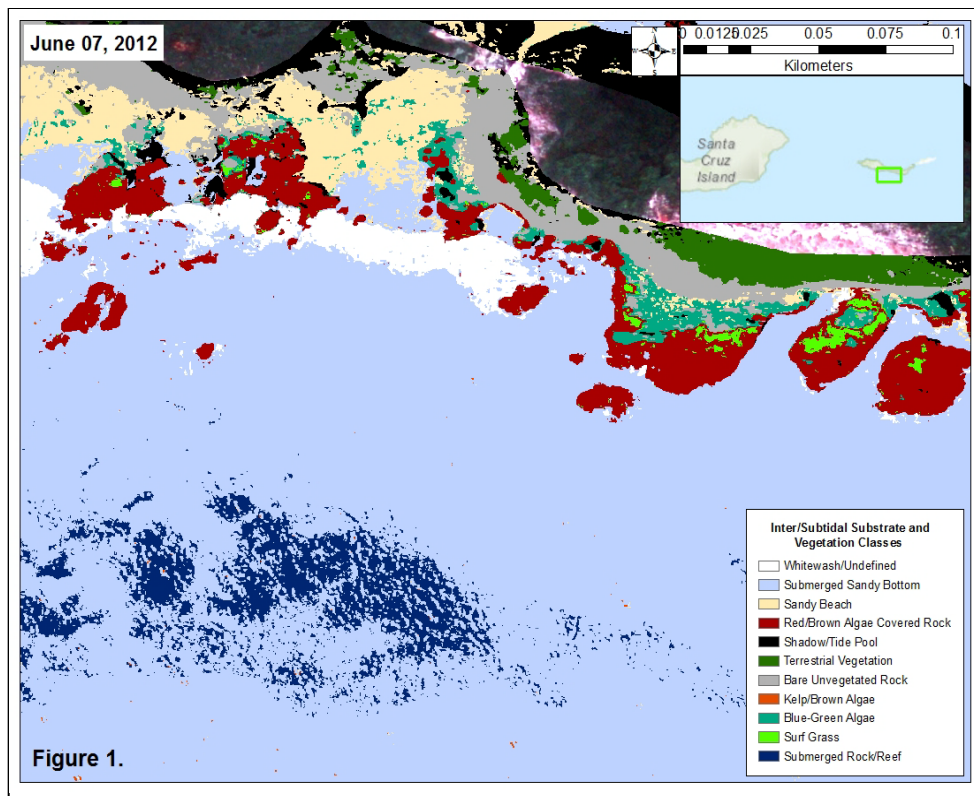 June 07, 2012
N
W E
S
0 0.0125 0.025 0.05 0.075 0.1
Kilometers
Santa
Cruz
Island
Inter/Subtidal Substrate and
Vegetation Classes
Whitewash/Undefined
Submerged Sandy Bottom
Sandy Beach
Red/Brown Algae Covered Rock
Shadow/Tide Pool
Terrestrial Vegetation
Bare Unvegetated Rock
Kelp/Brown Algae
Blue-Green Algae
Surf Grass
Submerged Rock/Reef
Figure 1.